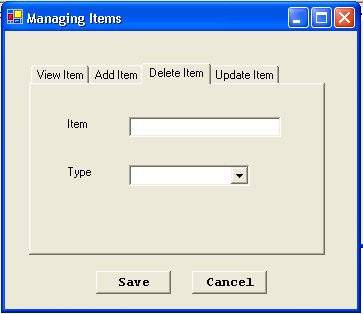 Managing Items
View Item Add Item Delete Item Update Item
Item
Type
Save Cancel